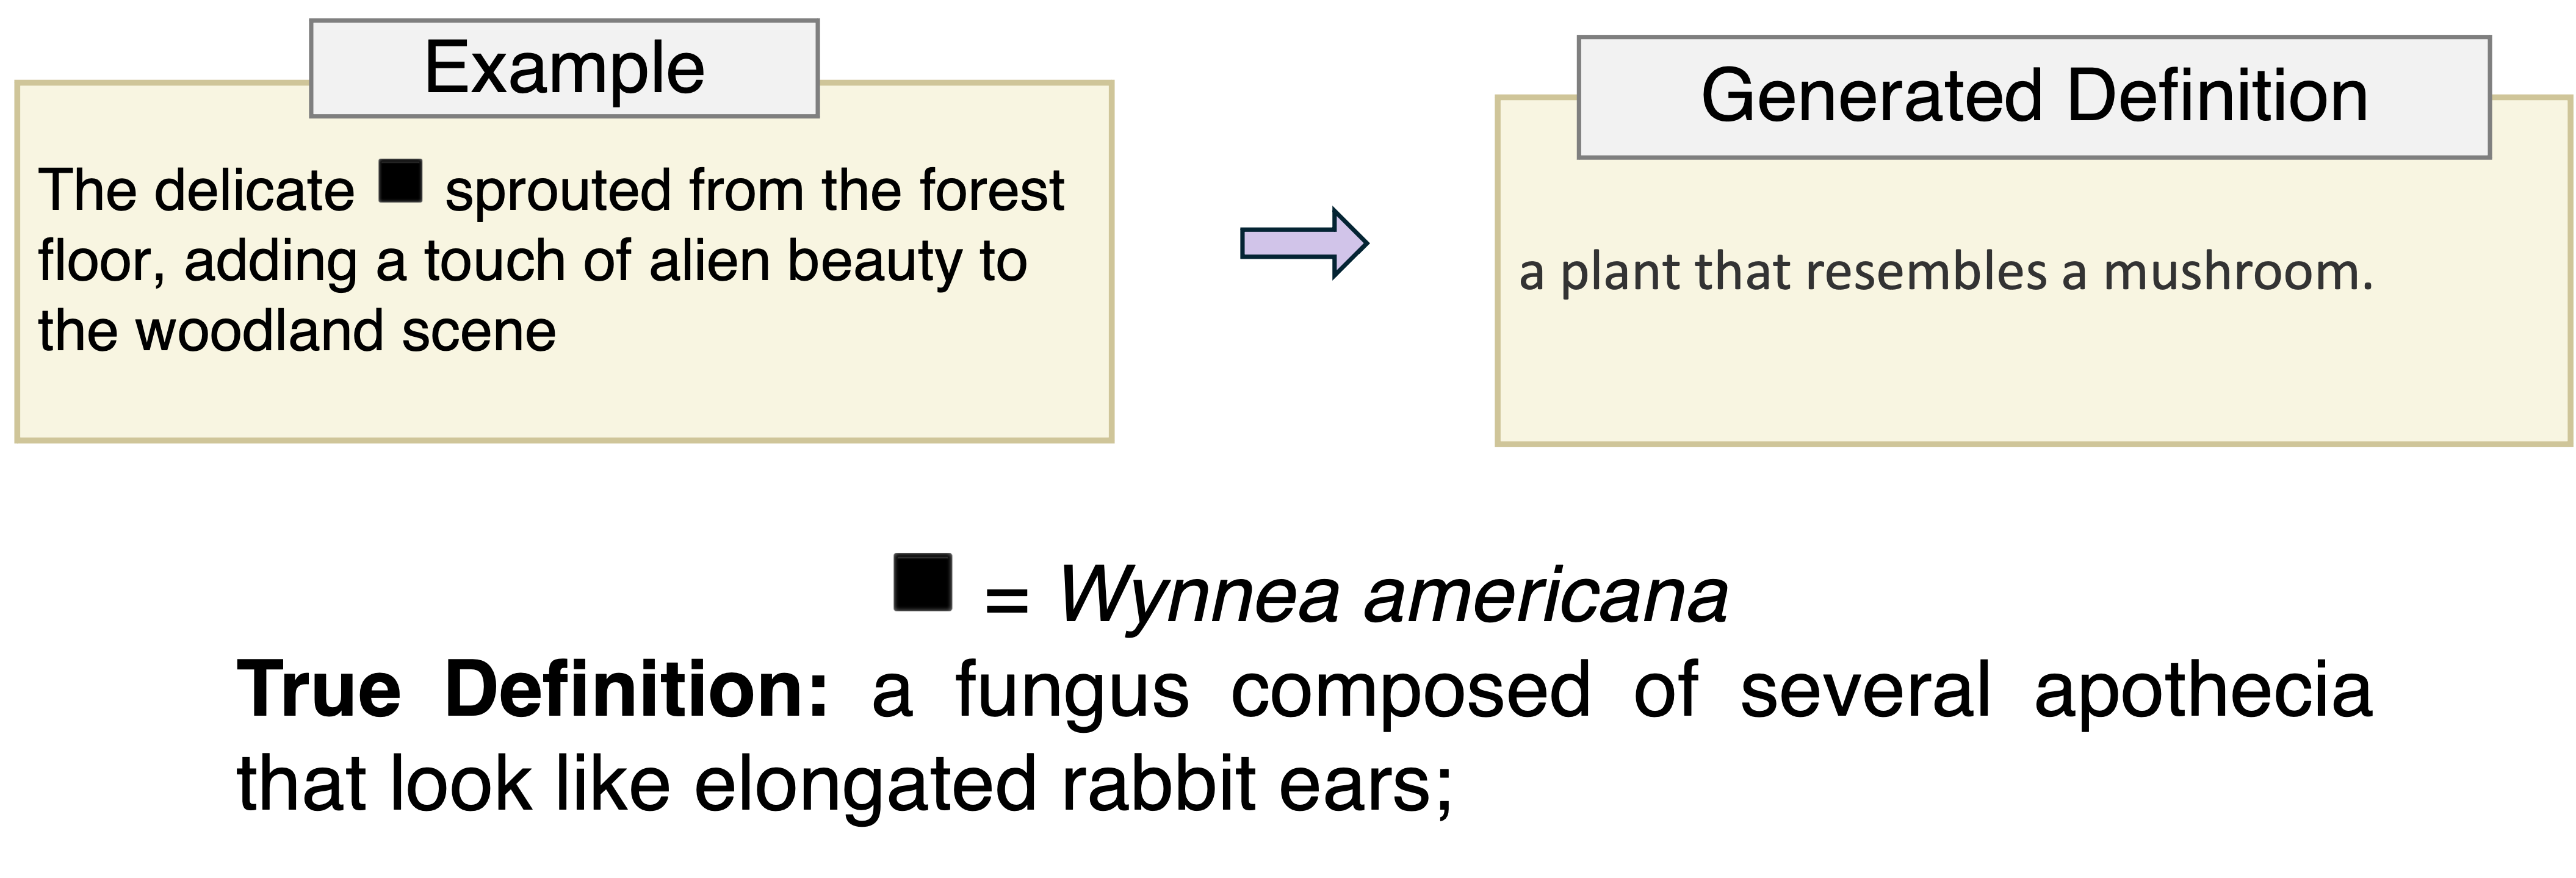 Example
The delicate ■ sprouted from the forest
floor, adding a touch of alien beauty to
the woodland scene
Generated Definition
a plant that resembles a mushroom.
■ = Wynnea americana
True Definition: a fungus composed of several apothecia
that look like elongated rabbit ears;